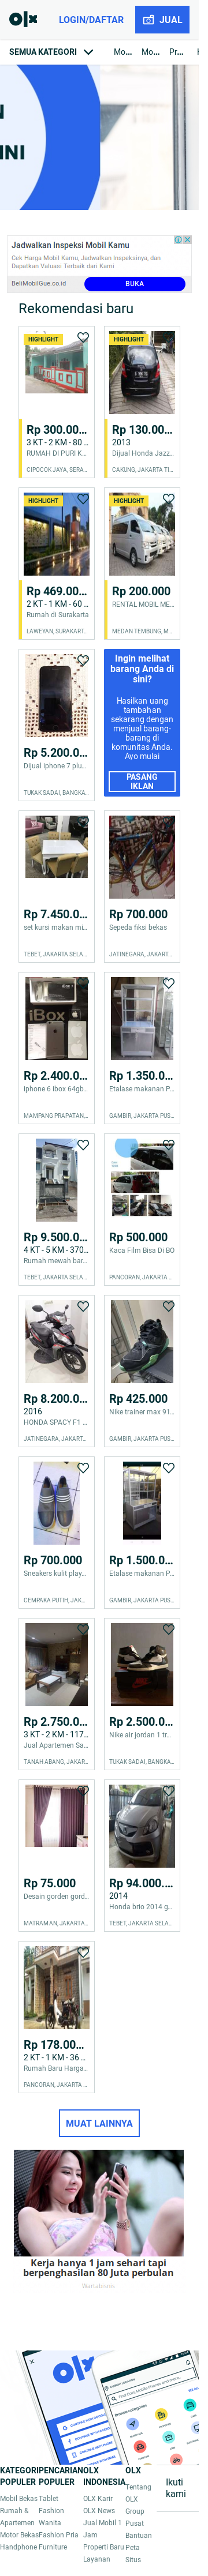 olx
LOGIN/DAFTAR
JUAL
SEMUA KATEGORI
Mo...
Mo...
Pr...
N
INI
Jadwalkan Inspeksi Mobil Kamu
Cek Harga Mobil Kamu, Jadwalkan Inspeksinya, dan
Dapatkan Valuasi Terbaik dari Kami
BeliMobilGue.co.id
BUKA
Rekomendasi baru
HIGHLIGHT
Rp 300.00...
3 KT - 2 KM - 80 ...
RUMAH DI PURI K...
CIPOCOK JAYA, SERA...
HIGHLIGHT
Rp 130.00...
2013
Dijual Honda Jazz...
CAKUNG, JAKARTA TI...
HIGHLIGHT
Rp 469.00...
2 KT - 1 KM - 60 ...
Rumah di Surakarta
LAWEYAN, SURAKART...
HIGHLIGHT
Rp 200.000
RENTAL MOBIL ME...
MEDAN TEMBUNG, M...
Rp 5.200.0...
Dijual iphone 7 plu...
TUKAK SADAI, BANGKA...
Ingin melihat
barang Anda di
sini?
Hasilkan uang
tambahan
sekarang dengan
menjual barang-
barang di
komunitas Anda.
Ayo mulai
PASANG
IKLAN
Rp 7.450.0...
set kursi makan mi...
TEBET, JAKARTA SELA...
Rp 700.000
Sepeda fiksi bekas
JATINEGARA, JAKART...
iBox
Rp 2.400.0...
iphone 6 ibox 64gb...
MAMPANG PRAPATAN,...
Rp 1.350.0...
Etalase makanan P...
GAMBIR, JAKARTA PUS...
Rp 9.500.0...
4 KT - 5 KM - 370...
Rumah mewah bar...
TEBET, JAKARTA SELA...
Rp 500.000
Kaca Film Bisa Di BO
PANCORAN, JAKARTA ...
Rp 8.200.0...
2016
HONDA SPACY F1 ...
JATINEGARA, JAKART...
Rp 425.000
Nike trainer max 91...
GAMBIR, JAKARTA PUS...
Rp 700.000
Sneakers kulit play...
CEMPAKA PUTIH, JAK...
Rp 1.500.0...
Etalase makanan P...
GAMBIR, JAKARTA PUS...
Rp 2.750.0...
3 KT - 2 KM - 117...
Jual Apartemen Sa...
TANAH ABANG, JAKAR...
Rp 2.500.0...
Nike air jordan 1 tr...
TUKAK SADAI, BANGKA...
Rp 75.000
Desain gorden gord...
MATRAMAN, JAKARTA...
Rp 94.000....
2014
Honda brio 2014 g...
TEBET, JAKARTA SELA...
Rp 178.00...
2 KT - 1 KM - 36 ...
Rumah Baru Harga...
PANCORAN, JAKARTA ...
MUAT LAINNYA
Kerja hanya 1 jam sehari tapi
berpenghasilan 80 Juta perbulan
Wartabisnis
olx
KATEGORI
POPULER
Mobil Bekas
Rumah &
Apartemen
Motor Bekas
Handphone
PENCARIAN
POPULER
Tablet
Fashion
Wanita
Fashion Pria
Furniture
OLX
INDONESIA
OLX Karir
OLX News
Jual Mobil 1
Jam
Properti Baru
Layanan
OLX
Tentang
OLX
Group
Pusat
Bantuan
Peta
Situs
Ikuti
kami